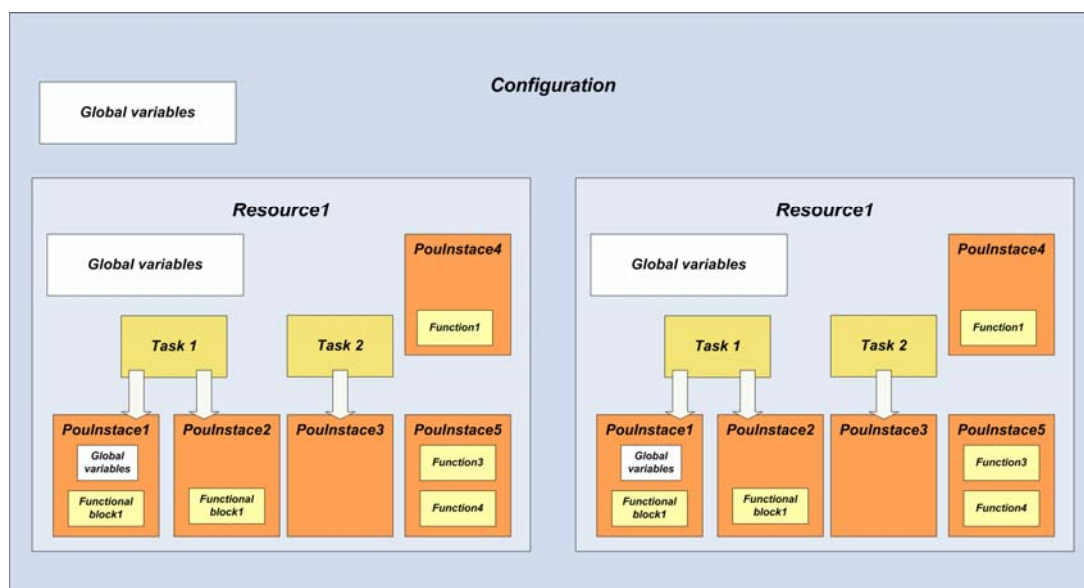 Configuration
Global variables
Resource1
Global variables
PouInstace4
Function1
Task 1
Task 2
PouInstace1
Global
variables
Functional
block1
PouInstace2
Functional
block1
PouInstace3
PouInstace5
Function3
Function4
Resource1
Global variables
PouInstace4
Function1
Task 1
Task 2
PouInstace1
Global
variables
Functional
block1
PouInstace2
Functional
block1
PouInstace3
PouInstace5
Function3
Function4